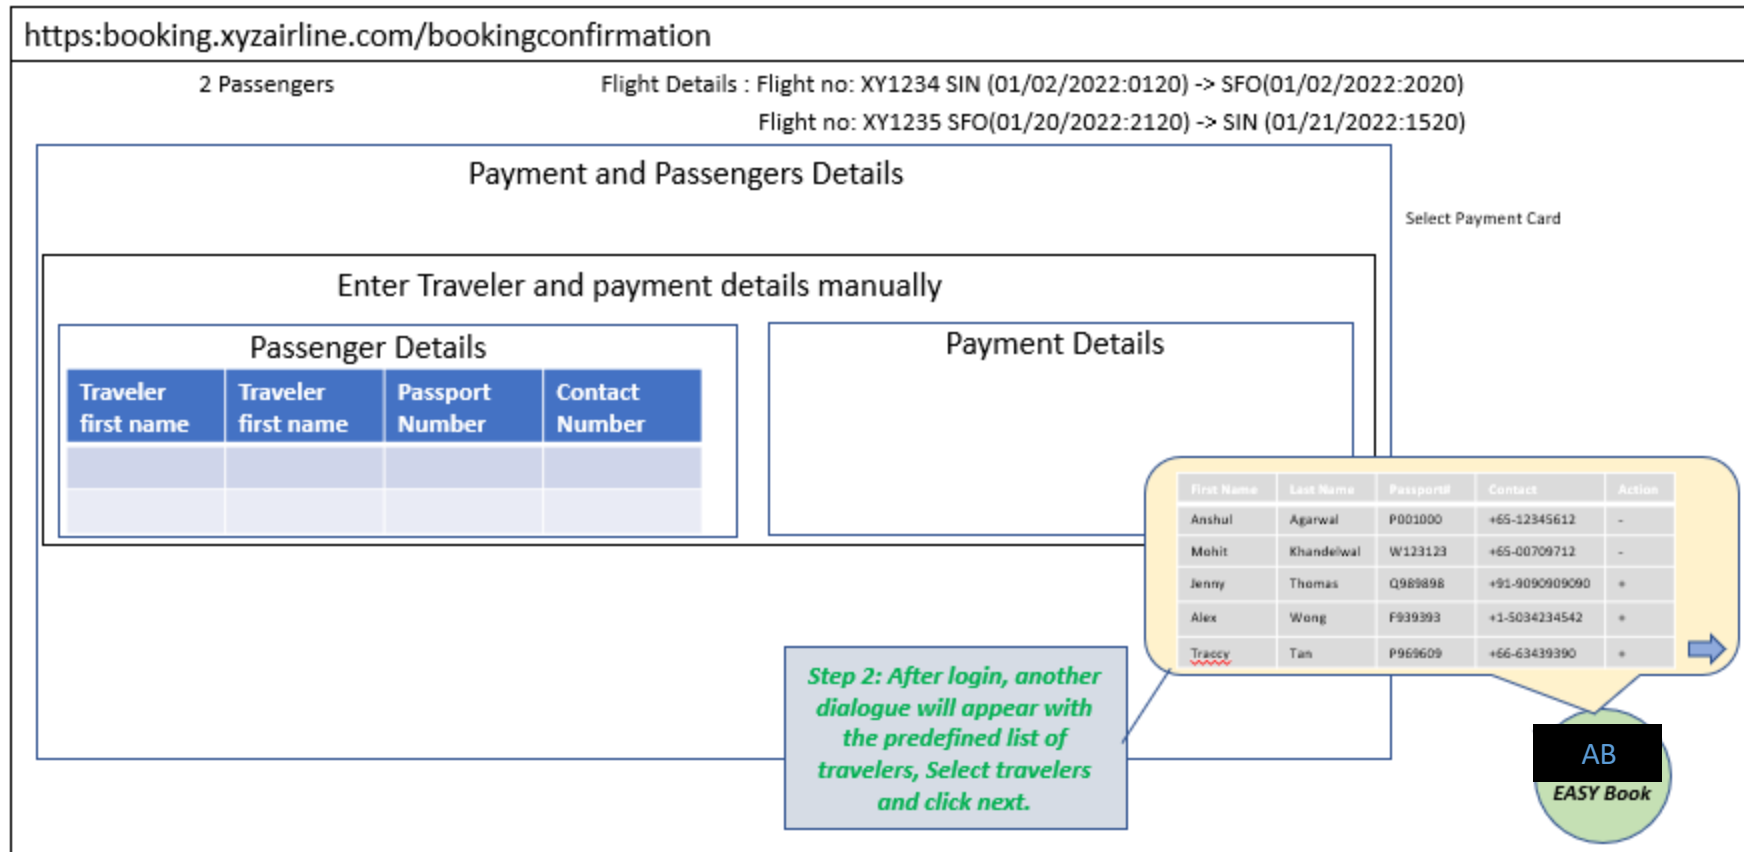 https:booking.xyzairline.com/bookingconfirmation
2 Passengers
Flight Details : Flight no: XY1234 SIN (01/02/2022:0120) -> SFO(01/02/2022:2020)
Flight no: XY1235 SFO(01/20/2022:2120) -> SIN (01/21/2022:1520)
Payment and Passengers Details
Select Payment Card
Enter Traveler and payment details manually
Passenger Details
Traveler first name | Traveler first name | Passport Number | Contact Number
Payment Details
First Name | Last Name | Passport# | Contact | Action
Anshul | Agarwal | P001000 | +65-12345612 | -
Mohit | Khandelwal | W123123 | +65-00709712 | -
Jenny | Thomas | Q989898 | +91-9090909090 | +
Alex | Wong | F939393 | +1-5034234542 | +
Traccy | Tan | P969609 | +66-63439390 | +
Step 2: After login, another
dialogue will appear with
the predefined list of
travelers, Select travelers
and click next.
AB
EASY Book